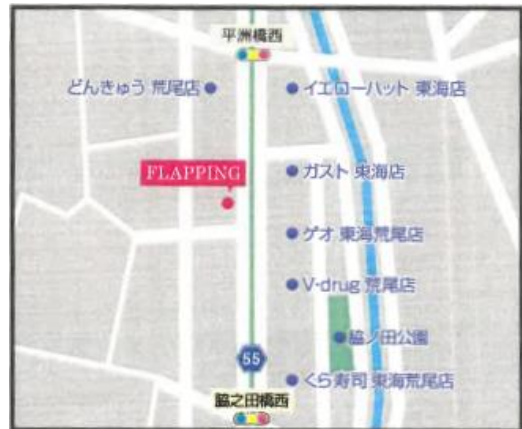 平洲橋西
どんきゅう 荒尾店
イエローハット 東海店
FLAPPING
ガスト 東海店
ゲオ 東海荒尾店
V-drug 荒尾店
脇ノ田公園
55
くら寿司 東海荒尾店
脇之田橋西